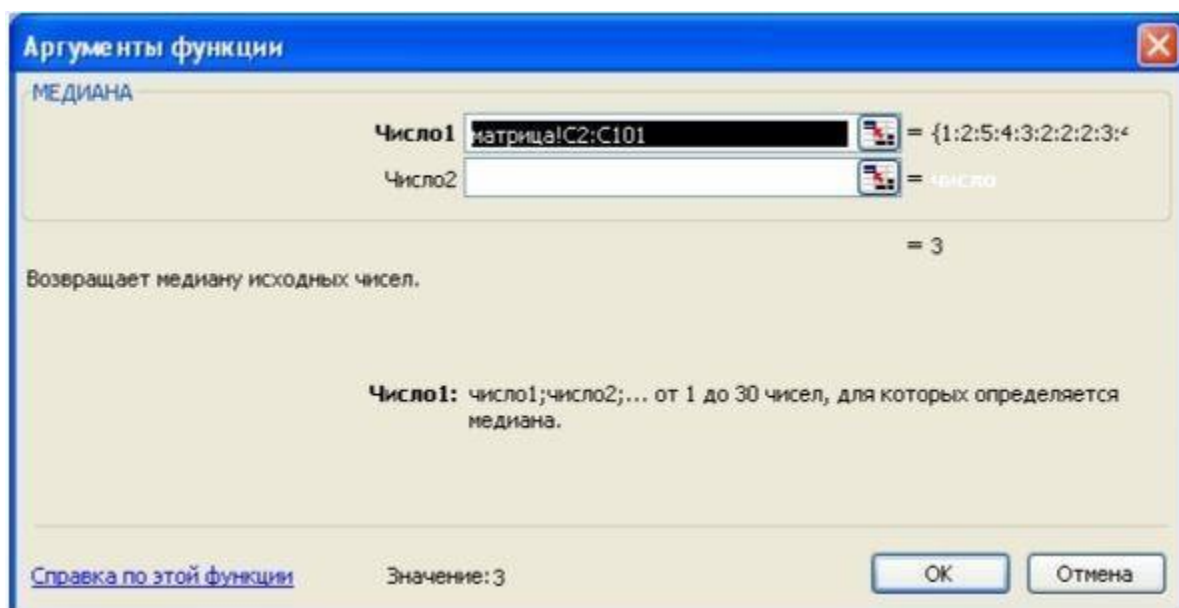 Аргументы функции
МЕДИАНА
Число1 матрица!C2:C101 = {1:2:5:4:3:2:2:2:3:4
Число2 = число
= 3
Возвращает медиану исходных чисел.
Число1: число1;число2;... от 1 до 30 чисел, для которых определяется
медиана.
Справка по этой функции Значение:3 OK Отмена